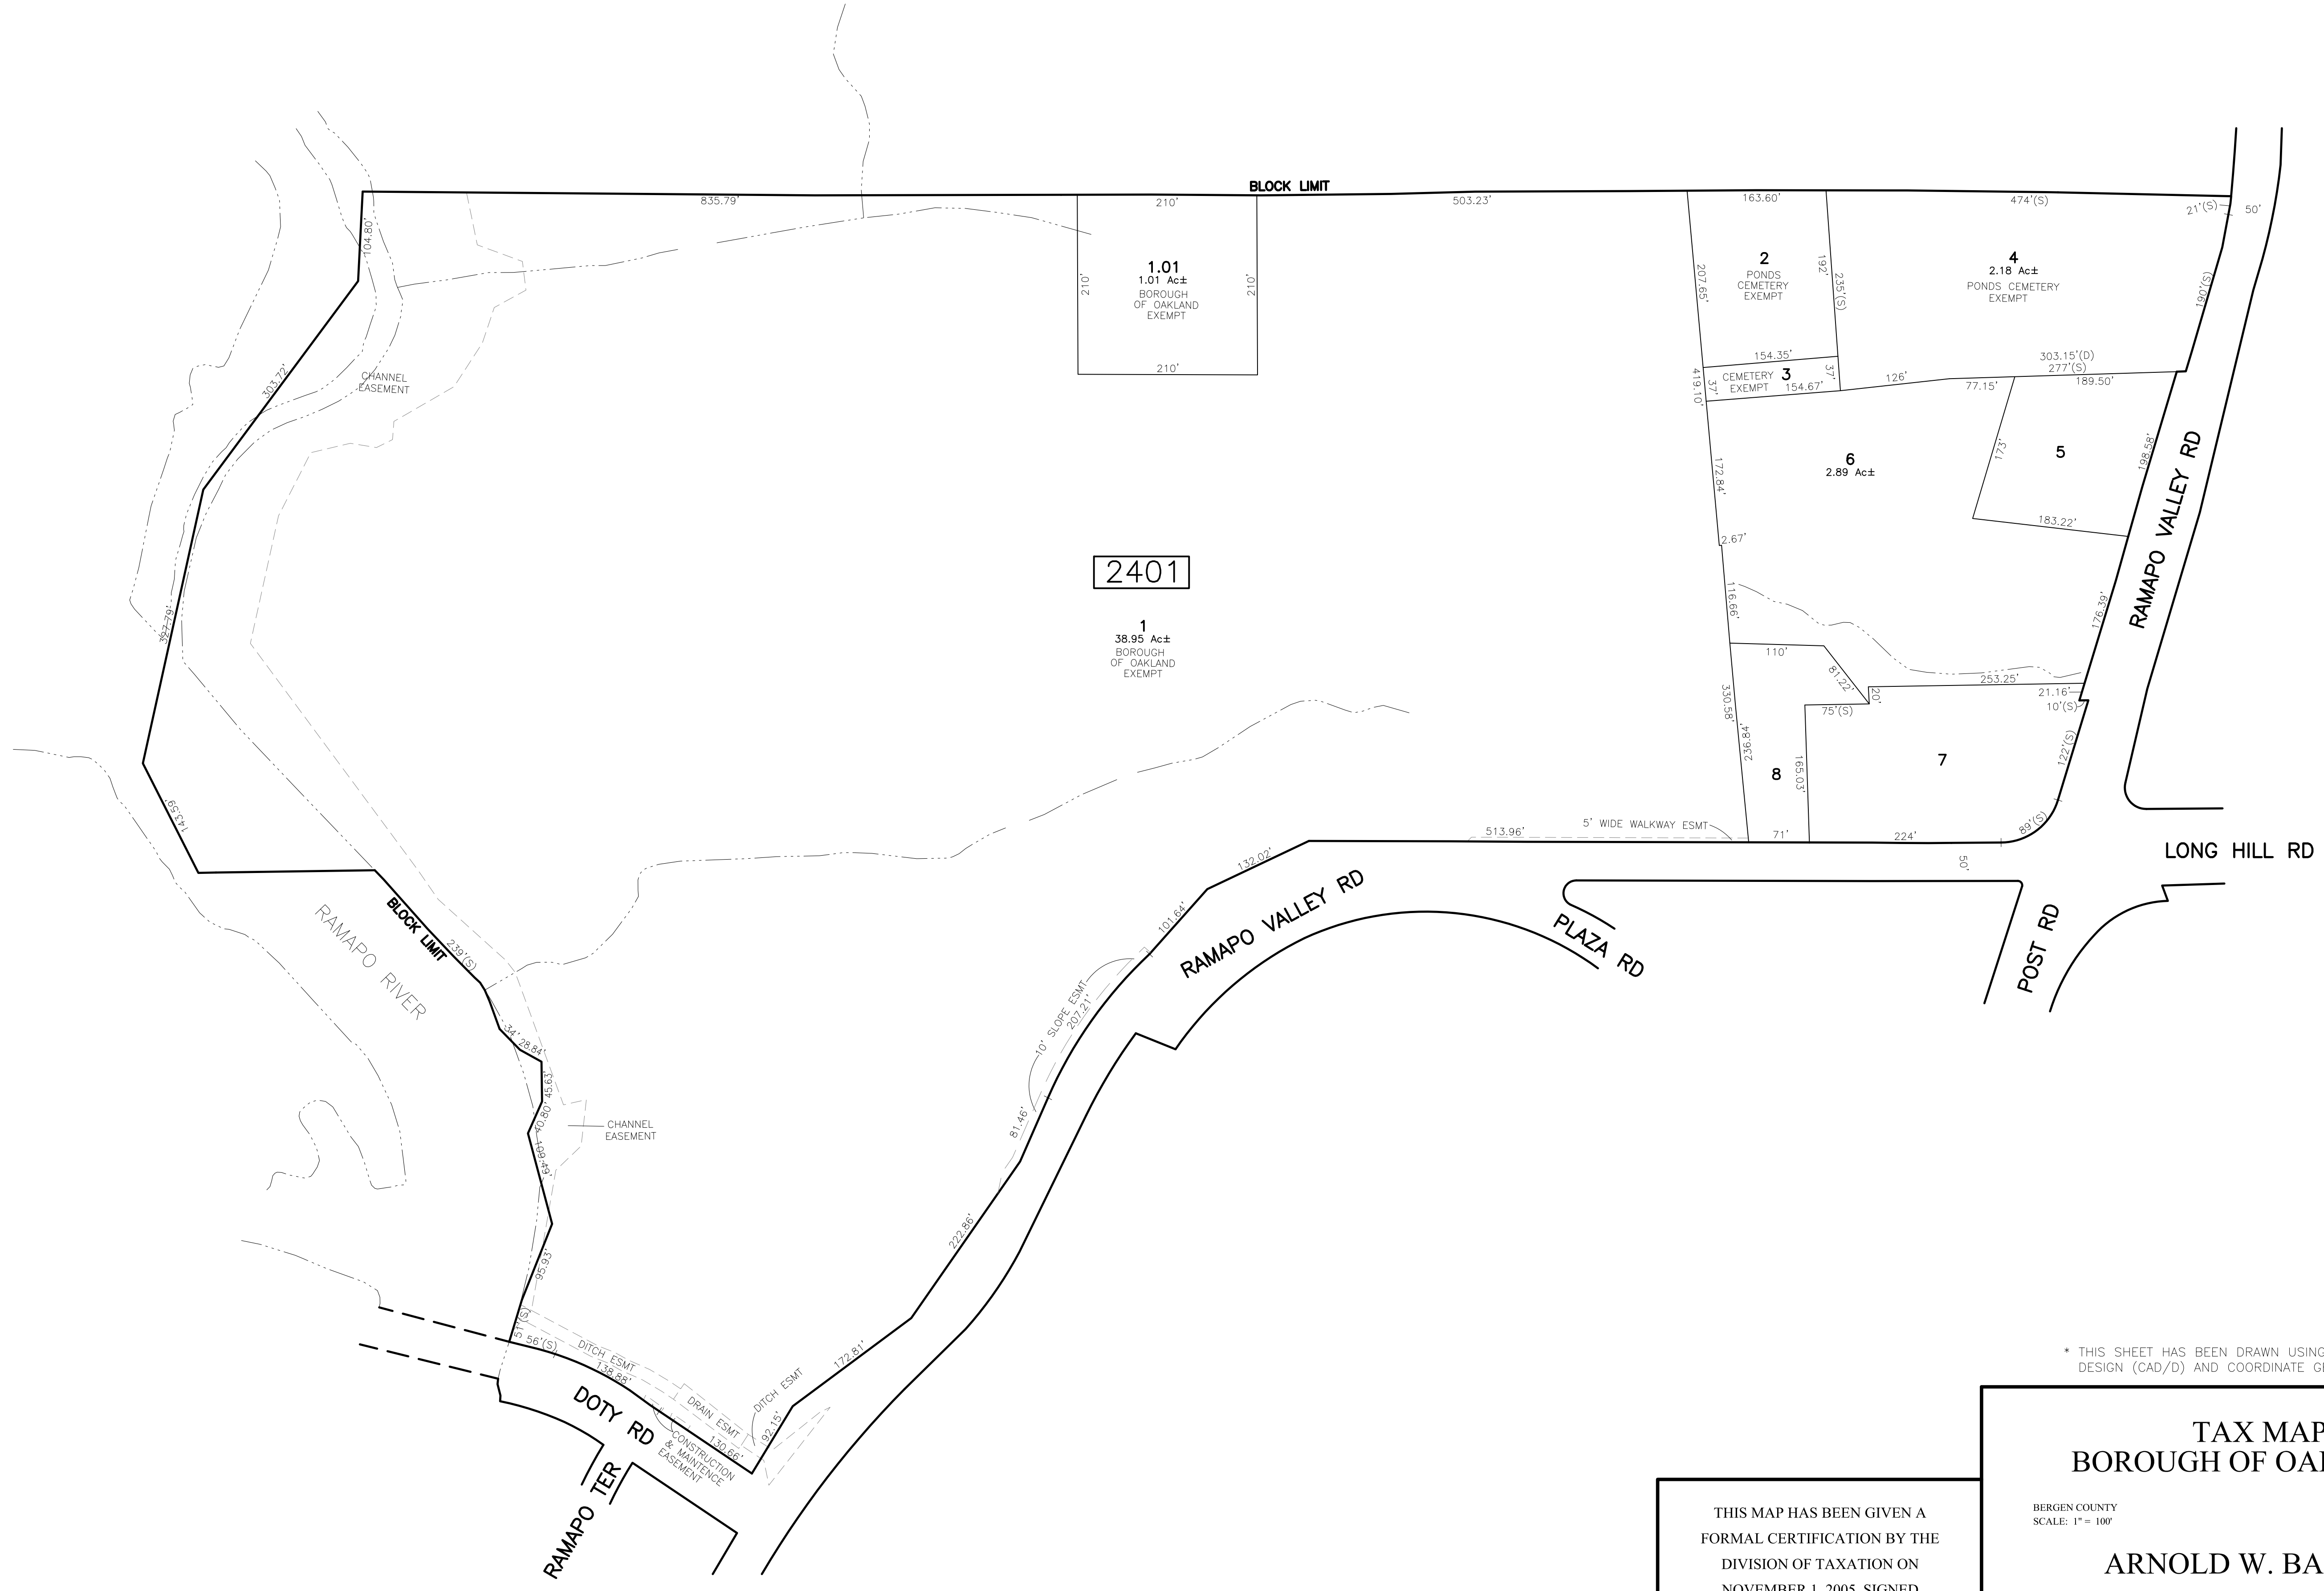 BLOCK LIMIT
835.79'
210'
503.23'
163.60'
474'(S)
21'(S)
50'
104.80'
303.72'
327.79'
143.59'
CHANNEL
EASEMENT
210'
1.01
1.01 Ac±
BOROUGH
OF OAKLAND
EXEMPT
210'
210'
207.65'
2
PONDS
CEMETERY
EXEMPT
192'
235'(S)
4
2.18 Ac±
PONDS CEMETERY
EXEMPT
190'(S)
154.35'
419.10'
37'
CEMETERY
EXEMPT
3
154.67'
37'
126'
303.15'(D)
277'(S)
77.15'
189.50'
172.84'
6
2.89 Ac±
173'
5
198.58'
RAMAPO VALLEY RD
183.22'
2.67'
2401
1
38.95 Ac±
BOROUGH
OF OAKLAND
EXEMPT
116.66'
176.39'
110'
81.22'
20'
253.25'
21.16'
10'(S)
330.58'
236.84'
75'(S)
122'(S)
8
165.03'
7
513.96'
5' WIDE WALKWAY ESMT
71'
224'
89'(S)
50'
LONG HILL RD
132.02'
101.64'
RAMAPO VALLEY RD
PLAZA RD
POST RD
BLOCK LIMIT
239'(S)
RAMAPO RIVER
10' SLOPE ESMT
207.21'
34'
28.84'
45.63'
40.80'
109.49'
CHANNEL
EASEMENT
81.46'
222.86'
95.93'
51'(S)
56'(S)
DITCH ESMT
138.88'
172.81'
DITCH ESMT
DRAIN ESMT
92.15'
130.66'
DOTY RD
CONSTRUCTION
& MAINTENCE
EASEMENT
RAMAPO TER
* THIS SHEET HAS BEEN DRAWN USING
DESIGN (CAD/D) AND COORDINATE
TAX MAP
BOROUGH OF
BERGEN COUNTY
SCALE: 1" = 100'
ARNOLD W.
THIS MAP HAS BEEN GIVEN A
FORMAL CERTIFICATION BY THE
DIVISION OF TAXATION ON
NOVEMBER 1, 2005, SIGNED